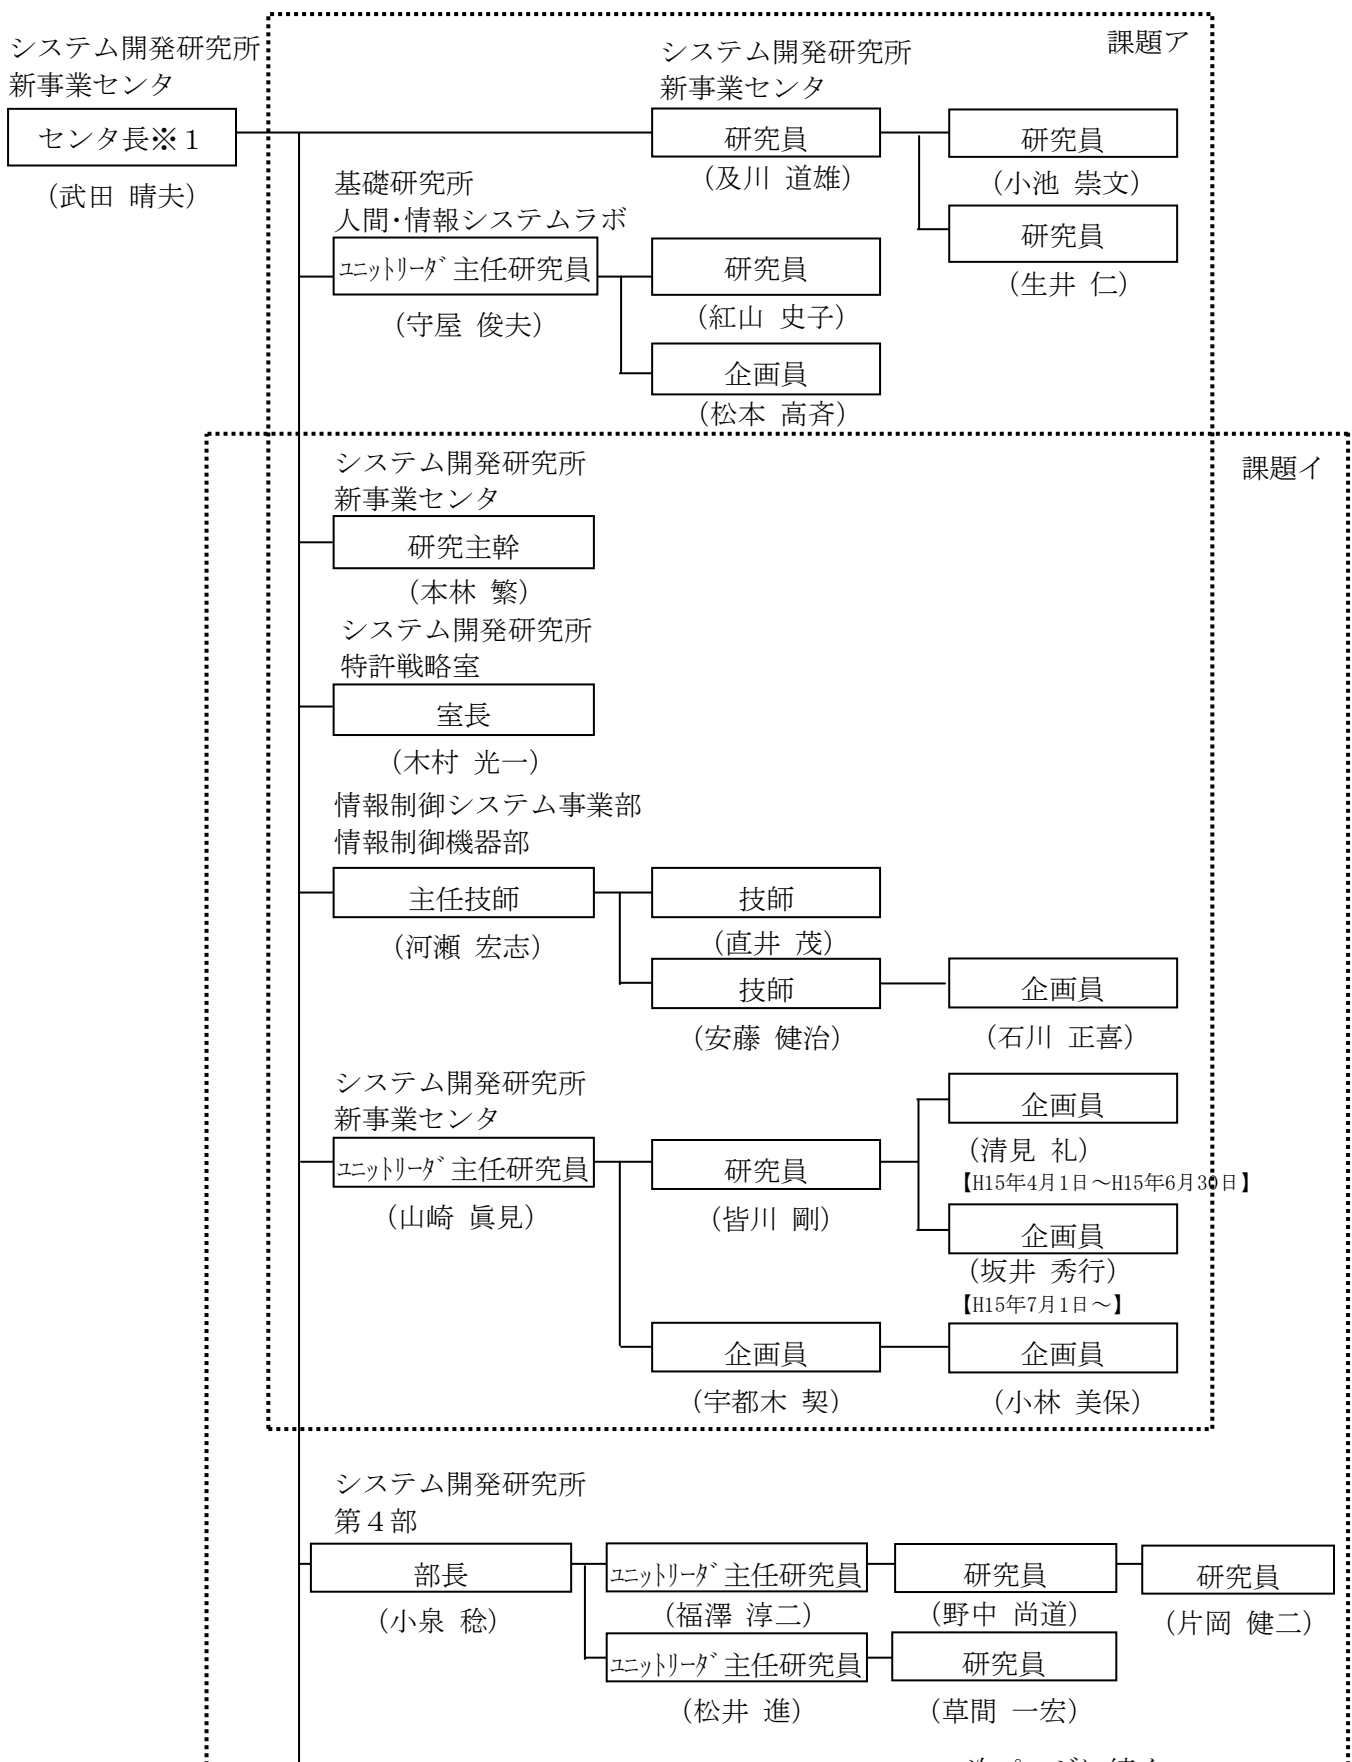 課題ア
システム開発研究所
新事業センタ
センタ長※１
(武田 晴夫)
システム開発研究所
新事業センタ
研究員
(及川 道雄)
研究員
(小池 崇文)
研究員
(生井 仁)
基礎研究所
人間・情報システムラボ
ﾕﾆｯﾄﾘｰﾀﾞ 主任研究員
(守屋 俊夫)
研究員
(紅山 史子)
企画員
(松本 高斉)
課題イ
システム開発研究所
新事業センタ
研究主幹
(本林 繁)
システム開発研究所
特許戦略室
室長
(木村 光一)
情報制御システム事業部
情報制御機器部
主任技師
(河瀬 宏志)
技師
(直井 茂)
技師
(安藤 健治)
企画員
(石川 正喜)
システム開発研究所
新事業センタ
ﾕﾆｯﾄﾘｰﾀﾞ 主任研究員
(山崎 眞見)
研究員
(皆川 剛)
企画員
(清見 礼)
【H15年4月1日～H15年6月30日】
企画員
(坂井 秀行)
【H15年7月1日～】
企画員
(宇都木 契)
企画員
(小林 美保)
システム開発研究所
第４部
部長
(小泉 稔)
ﾕﾆｯﾄﾘｰﾀﾞ 主任研究員
(福澤 淳二)
研究員
(野中 尚道)
研究員
(片岡 健二)
ﾕﾆｯﾄﾘｰﾀﾞ 主任研究員
(松井 進)
研究員
(草間 一宏)